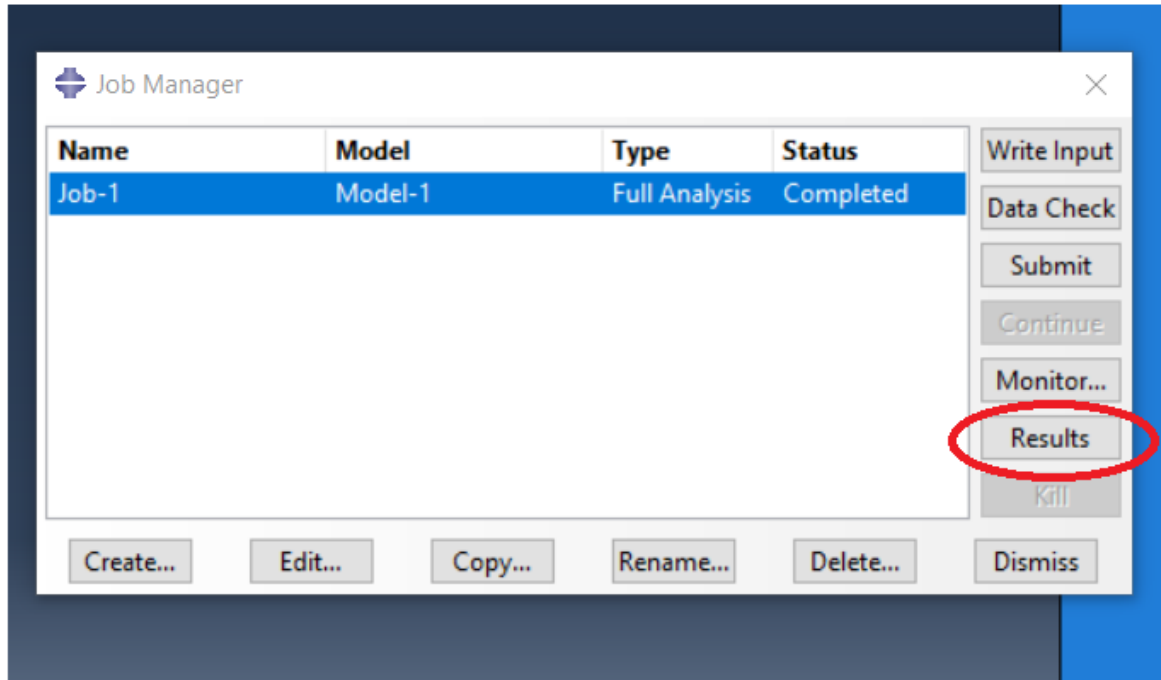 Job Manager
Name Model Type Status
Job-1 Model-1 Full Analysis Completed
Write Input
Data Check
Submit
Continue
Monitor...
Results
Kill
Create... Edit... Copy... Rename... Delete... Dismiss